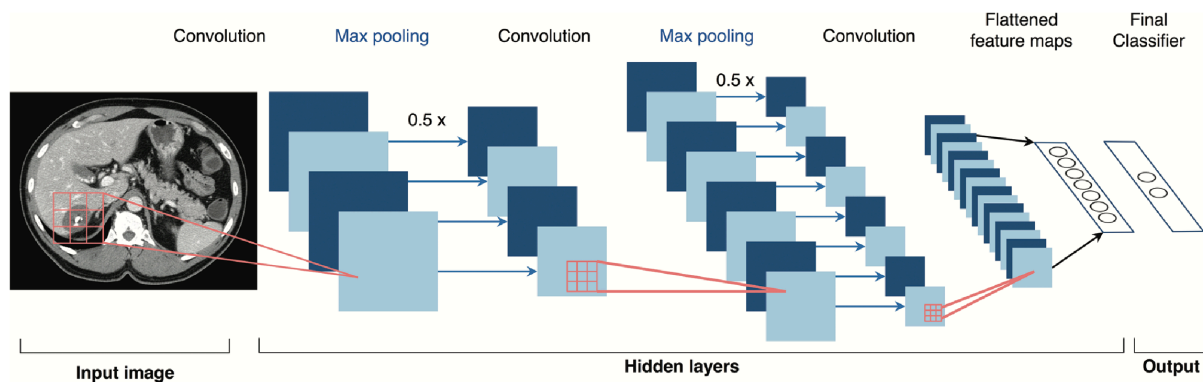 Convolution
Max pooling
Convolution
Max pooling
Convolution
Flattened
feature maps
Final
Classifier
0.5 x
0.5 x
Input image
Hidden layers
Output